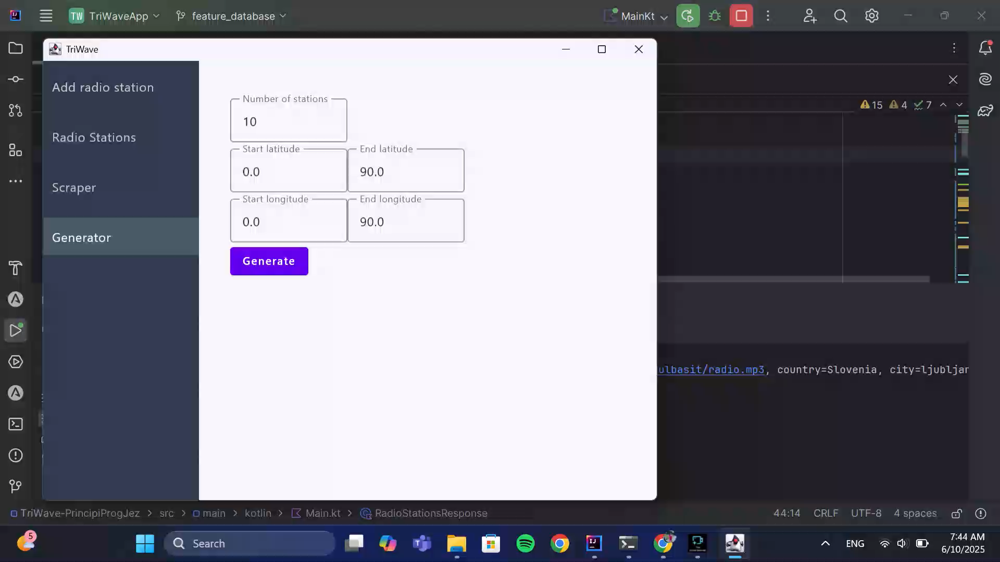 TW TriWaveApp feature_database MainKt
TriWave
Add radio station
Radio Stations
Scraper
Generator
Number of stations
10
Start latitude End latitude
0.0 90.0
Start longitude End longitude
0.0 90.0
Generate
15 4 7
ulbasit/radio.mp3, country=Slovenia, city=ljubljan
TriWave-PrincipiProgJez > src > main > kotlin > Main.kt > RadioStationsResponse
44:14 CRLF UTF-8 4 spaces
5
Search
ENG
7:44 AM
6/10/2025